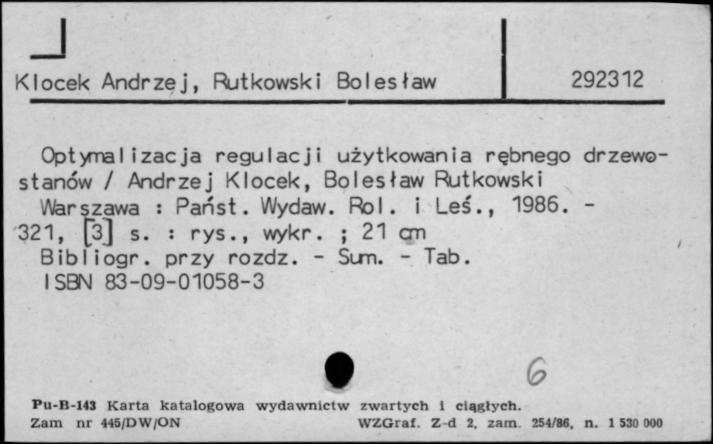 Klocek Andrzej, Rutkowski Bolesław 292312
Optymalizacja regulacji użytkowania rębnego drzewo-
stanów / Andrzej Klocek, Bolesław Rutkowski
Warszawa : Państ. Wydaw. Rol. i Leś., 1986. -
321, [3] s. : rys., wykr. ; 21 cm
Bibliogr. przy rozdz. - Sum. - Tab.
ISBN 83-09-01058-3
6
Pu-B-143 Karta katalogowa wydawnictw zwartych i ciągłych.
Zam nr 445/DW/ON WZGraf. Z-d 2, zam. 254/86, n. 1 530 000